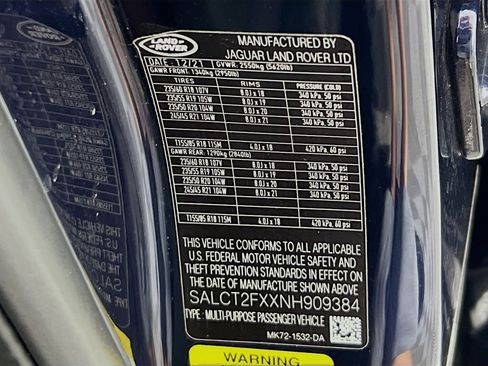 LAND ROVER
MANUFACTURED BY
JAGUAR LAND ROVER LTD
DATE: 12/21 GVWR: 2550kg (5620lb)
GAWR FRONT: 1340kg (2950lb)
TIRES RIMS PRESSURE (COLD)
235/60 R18 107V 8.0J x 18 340 kPa, 50 psi
235/55 R19 105W 8.0J x 19 340 kPa, 50 psi
235/50 R20 104W 8.0J x 20 340 kPa, 50 psi
245/45 R21 104W 8.0J x 21 340 kPa, 50 psi
T155/85 R18 115M 4.0J x 18 420 kPa, 60 psi
GAWR REAR: 1290kg (2840lb)
235/60 R18 107V 8.0J x 18 340 kPa, 50 psi
235/55 R19 105W 8.0J x 19 340 kPa, 50 psi
235/50 R20 104W 8.0J x 20 340 kPa, 50 psi
245/45 R21 104W 8.0J x 21 340 kPa, 50 psi
T155/85 R18 115M 4.0J x 18 420 kPa, 60 psi
THIS VEHICLE CONFORMS TO ALL APPLICABLE
U.S. FEDERAL MOTOR VEHICLE SAFETY AND
THEFT PREVENTION STANDARDS IN EFFECT ON
THE DATE OF MANUFACTURE SHOWN ABOVE
SALCT2FXXNH909384
TYPE: MULTI-PURPOSE PASSENGER VEHICLE
MK72-1532-DA
WARNING